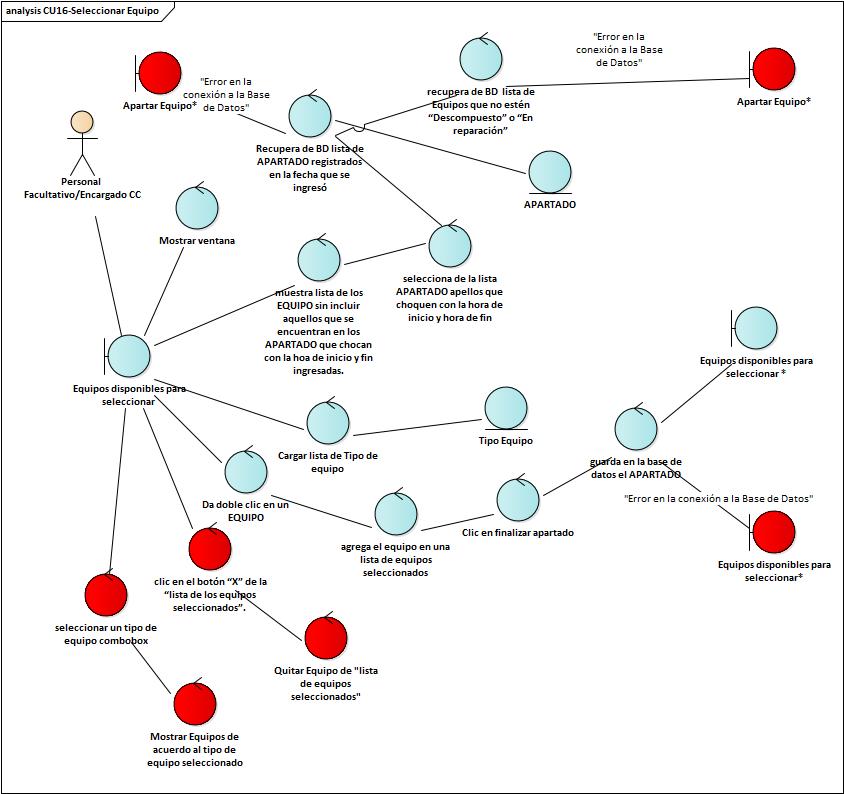 analysis CU16-Seleccionar Equipo
"Error en la
conexión a la Base
de Datos"
Apartar Equipo*
"Error en la
conexión a la Base
de Datos"
recupera de BD lista de
Equipos que no estén
“Descompuesto” o “En
reparación”
Apartar Equipo*
Recupera de BD lista de
APARTADO registrados
en la fecha que se
ingresó
Personal
Facultativo/Encargado CC
APARTADO
Mostrar ventana
muestra lista de los
EQUIPO sin incluir
aquellos que se
encuentran en los
APARTADO que chocan
con la hoa de inicio y fin
ingresadas.
selecciona de la lista
APARTADO apellos que
choquen con la hora de
inicio y hora de fin
Equipos disponibles para
seleccionar *
Equipos disponibles para
seleccionar
Cargar lista de Tipo de
equipo
Tipo Equipo
guarda en la base de
datos el APARTADO
Da doble clic en un
EQUIPO
"Error en la conexión a la Base de Datos"
agrega el equipo en una
lista de equipos
seleccionados
Clic en finalizar apartado
Equipos disponibles para
seleccionar*
clic en el botón “X” de la
“lista de los equipos
seleccionados”.
seleccionar un tipo de
equipo combobox
Quitar Equipo de "lista
de equipos
seleccionados"
Mostrar Equipos de
acuerdo al tipo de
equipo seleccionado